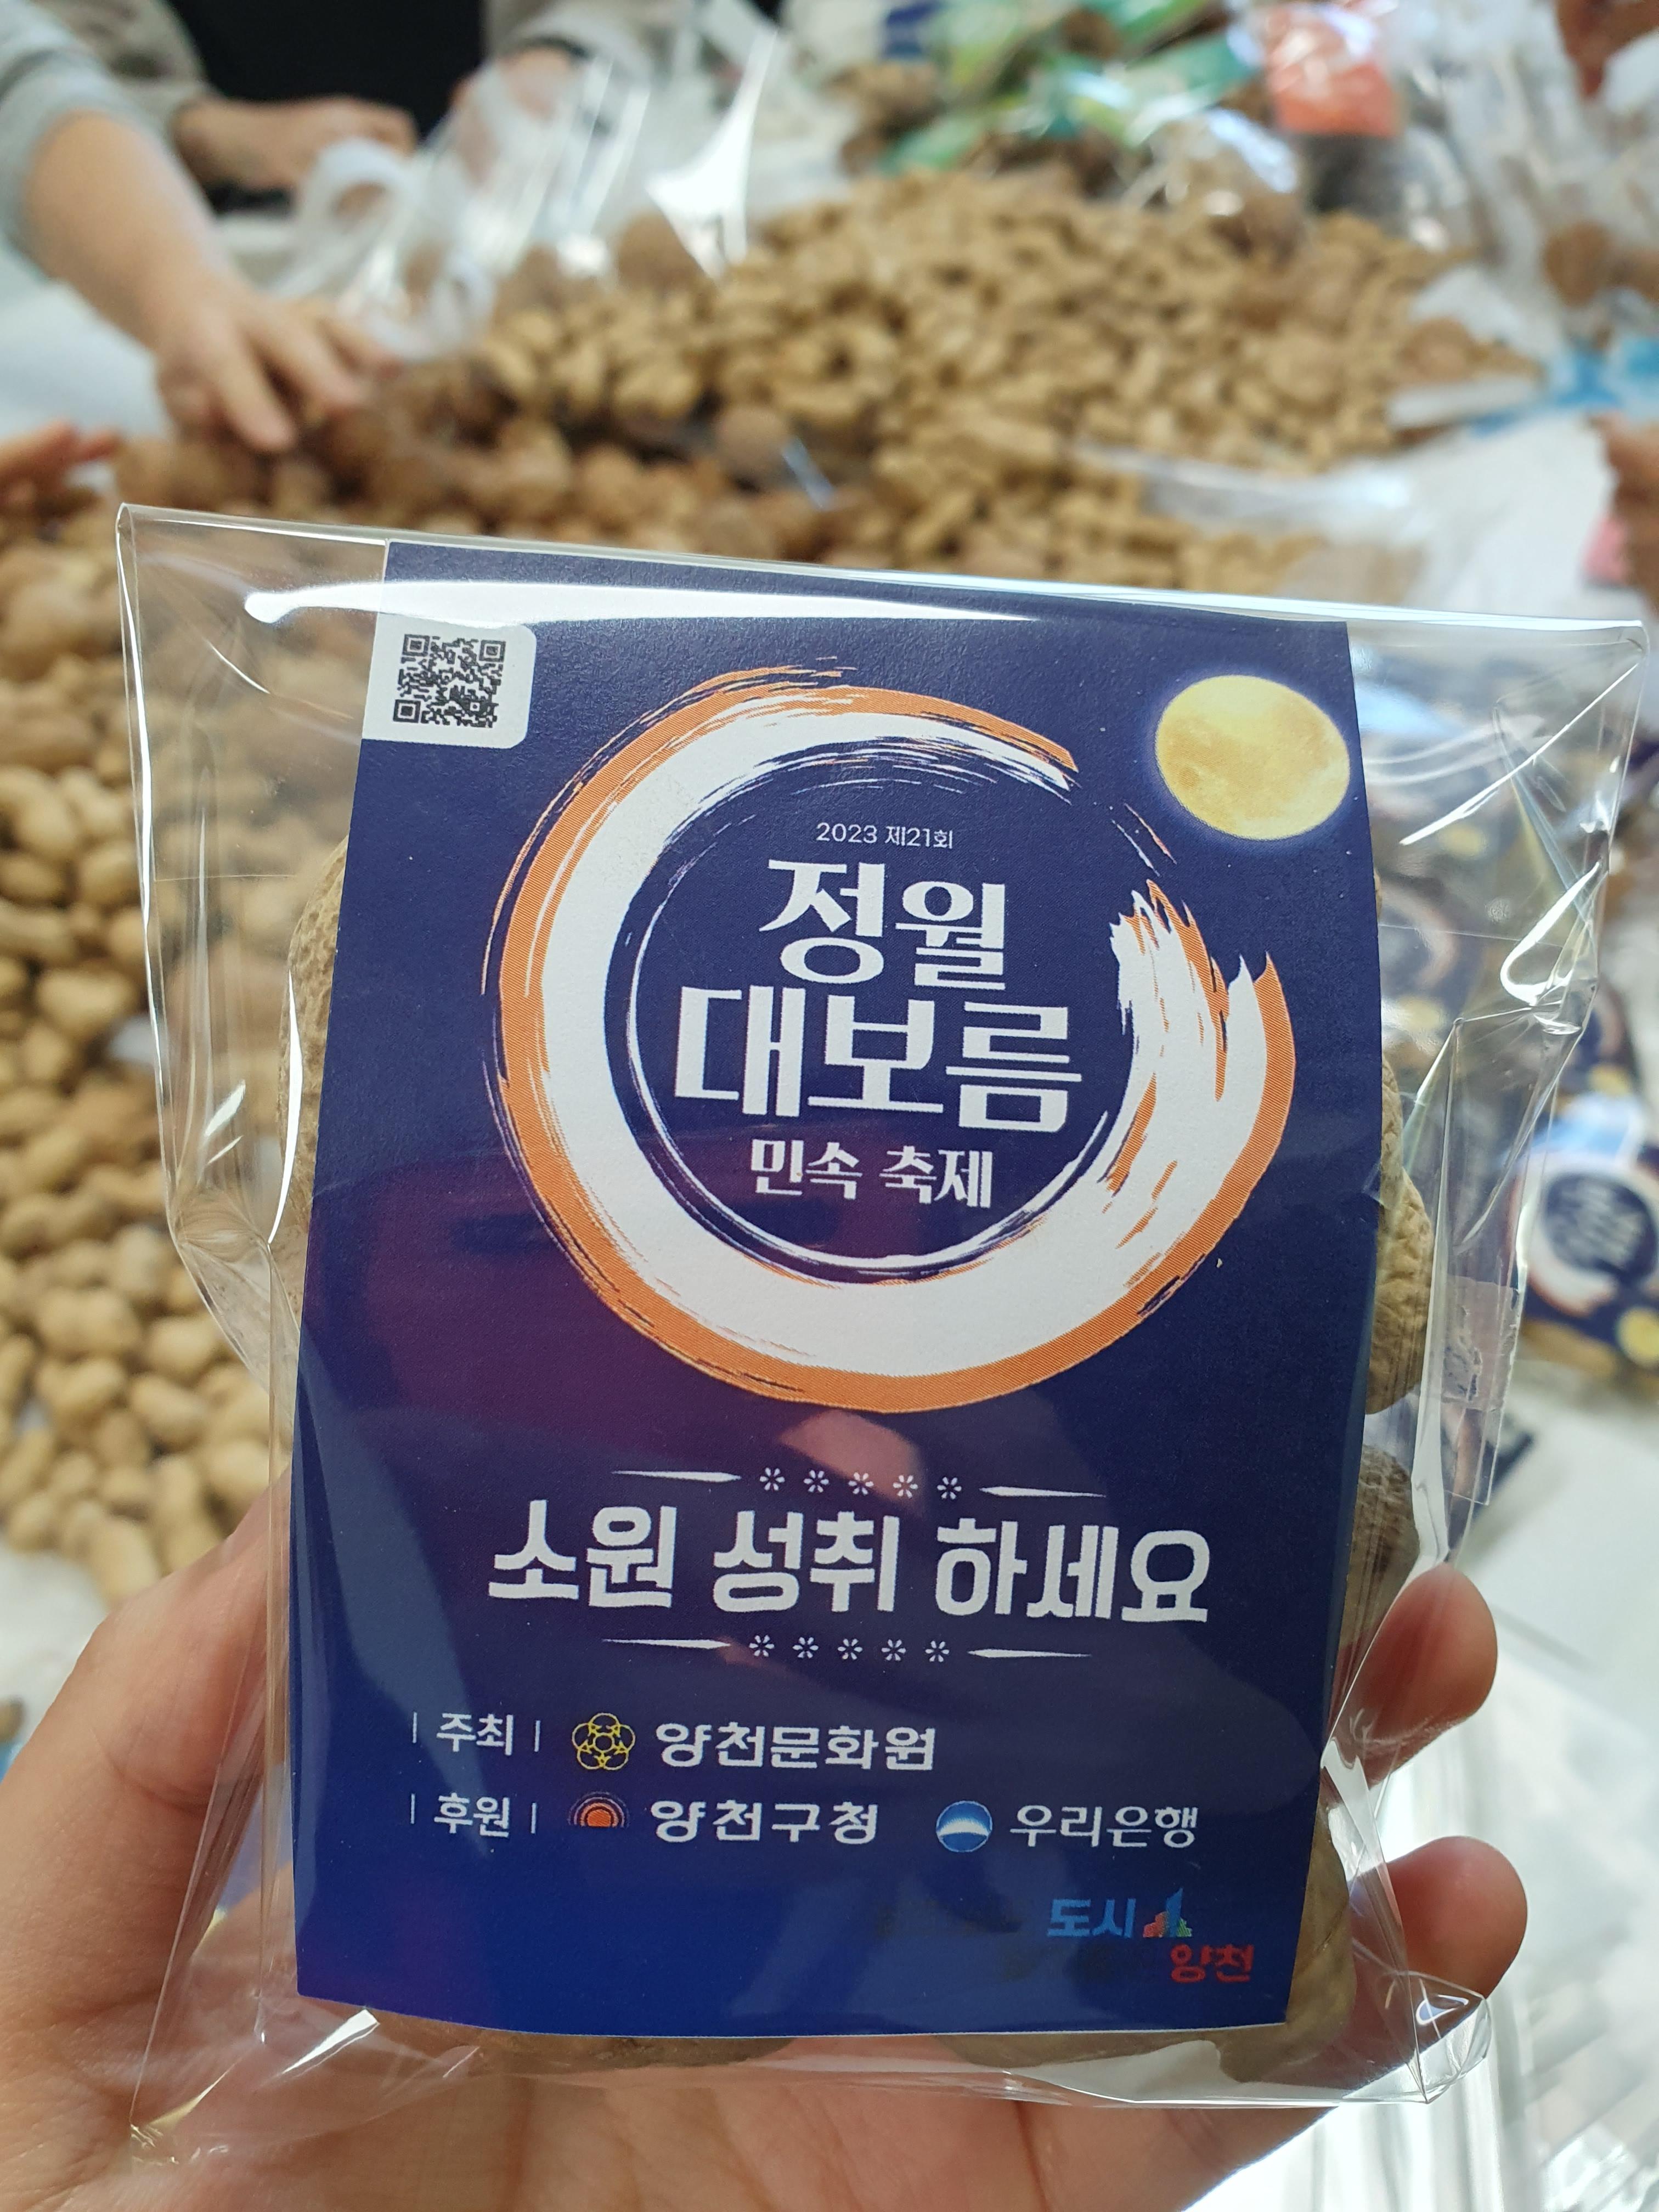 2023 제21회
정월
대보름
민속 축제
소원 성취 하세요
주최 양천문화원
후원 양천구청 우리은행
도시
양천